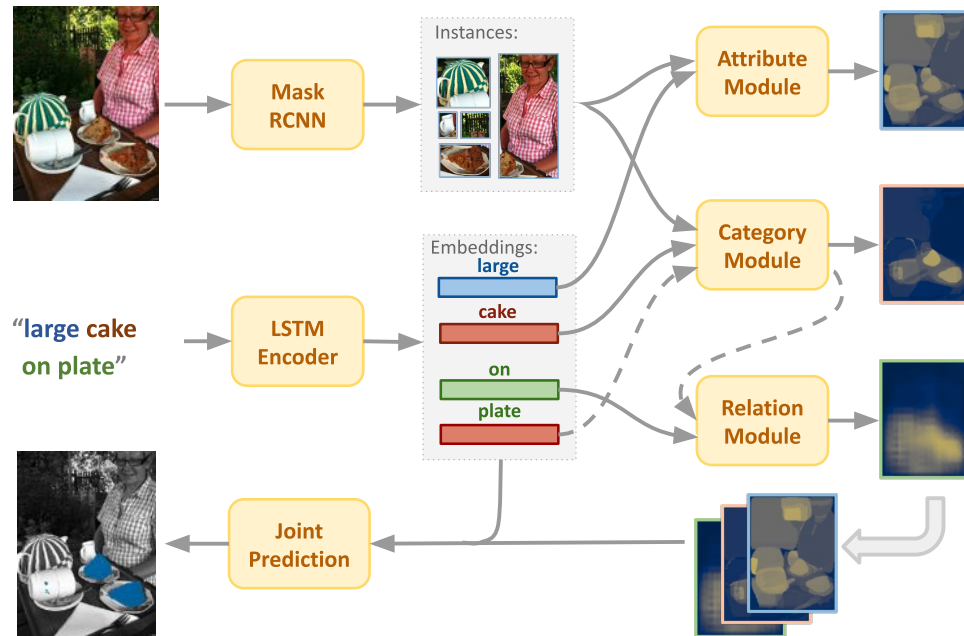 Instances:
Mask
RCNN
Attribute
Module
Embeddings:
large
cake
on
plate
Category
Module
“large cake
on plate”
LSTM
Encoder
Relation
Module
Joint
Prediction